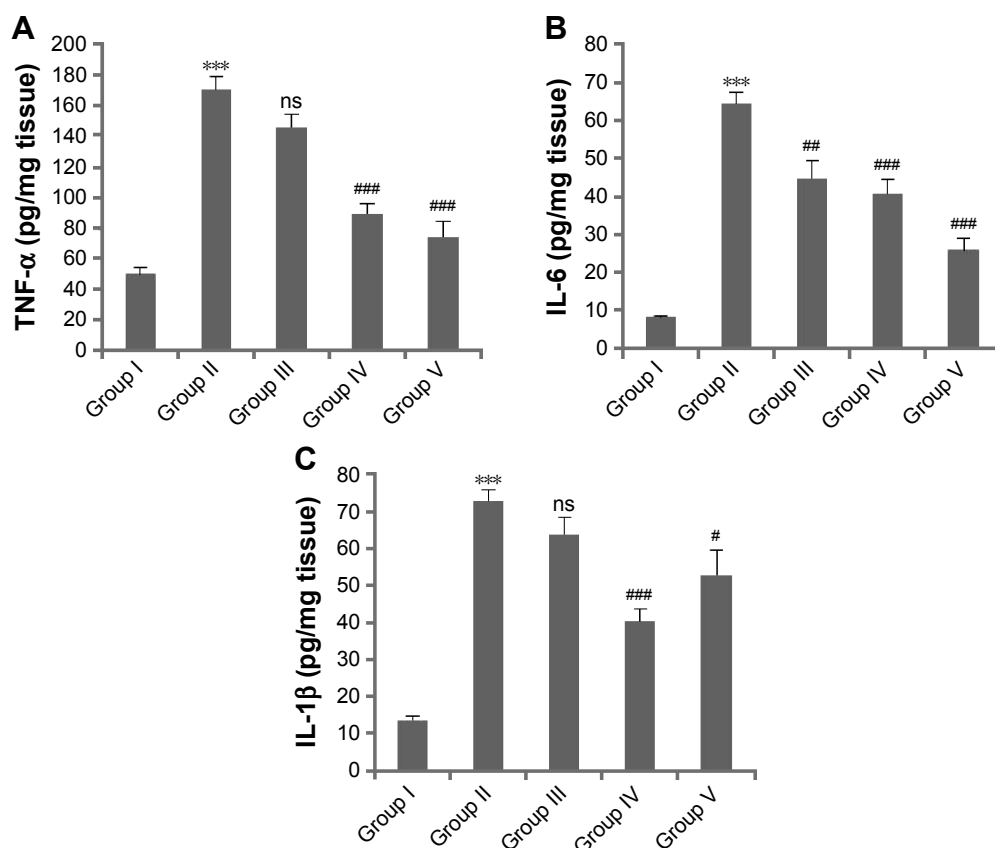 A
TNF-α (pg/mg tissue)
200
180
160
140
120
100
80
60
40
20
0
***
ns
###
###
Group I
Group II
Group III
Group IV
Group V
B
IL-6 (pg/mg tissue)
80
70
60
50
40
30
20
10
0
***
##
###
###
Group I
Group II
Group III
Group IV
Group V
C
IL-1β (pg/mg tissue)
80
70
60
50
40
30
20
10
0
***
ns
###
#
Group I
Group II
Group III
Group IV
Group V